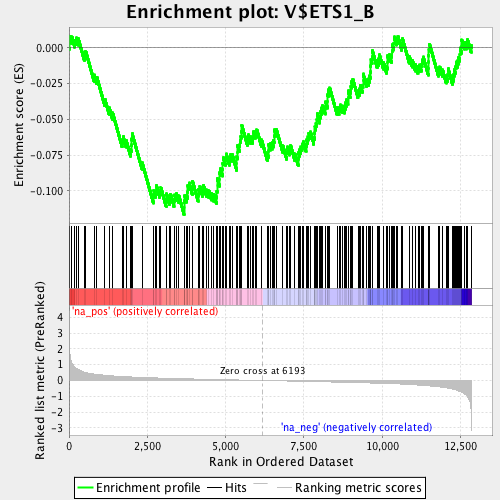 Enrichment plot: V$ETS1_B
Enrichment score (ES)
0.000
-0.025
-0.050
-0.075
-0.100
'na_pos' (positively correlated)
Ranked list metric (PreRanked)
4
3
2
1
0
-1
-2
-3
Zero cross at 6193
'na_neg' (negatively correlated)
0
2,500
5,000
7,500
10,000
12,500
Rank in Ordered Dataset
Enrichment profile
Hits
Ranking metric scores